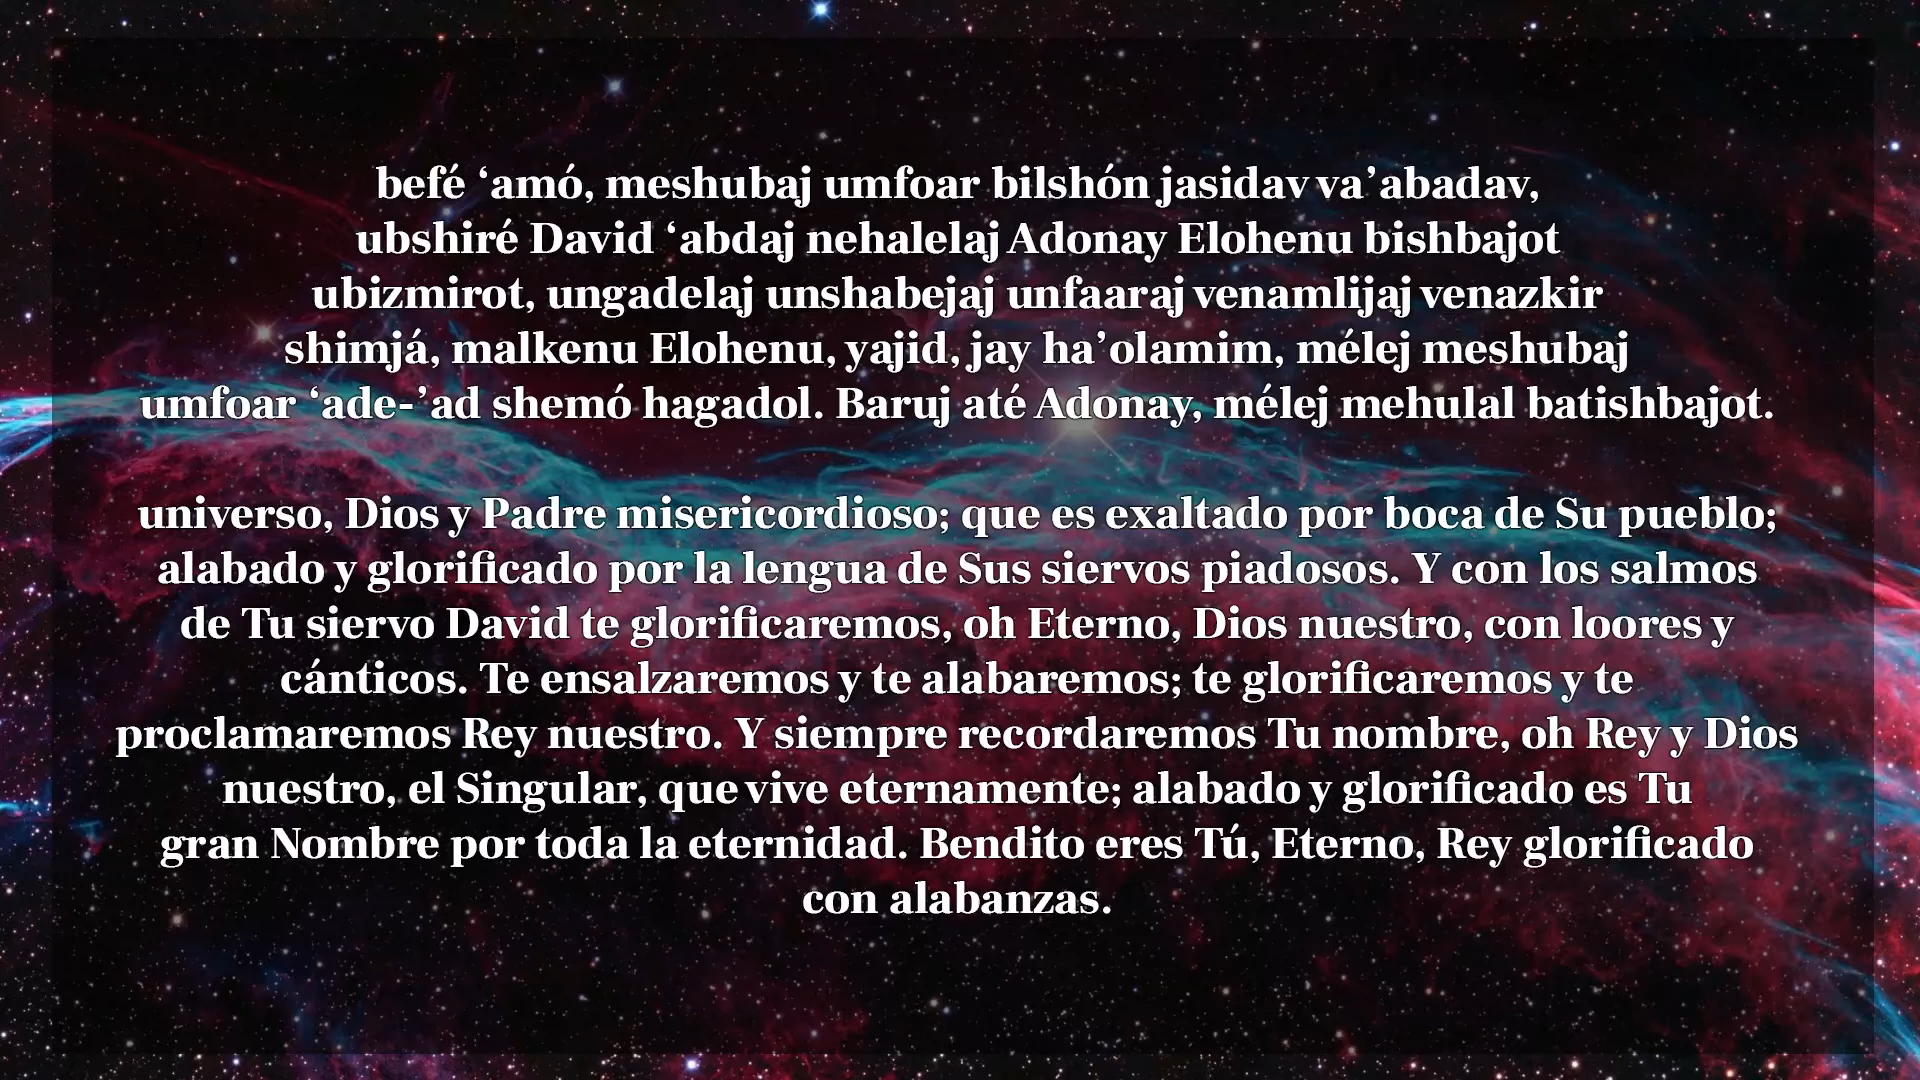 befé ‘amó, meshubaj umfoar bilshón jasidav va’abadav,
ubshiré David ‘abdaj nehalelaj Adonay Elohenu bishbajot
ubizmirot, ungadelaj unshabejaj unfaaraj venamlijaj venazkir
shimjá, malkenu Elohenu, yajid, jay ha’olamim, mélej meshubaj
umfoar ‘ade-’ad shemó hagadol. Baruj até Adonay, mélej mehulal batishbajot.
universo, Dios y Padre misericordioso; que es exaltado por boca de Su pueblo;
alabado y glorificado por la lengua de Sus siervos piadosos. Y con los salmos
de Tu siervo David te glorificaremos, oh Eterno, Dios nuestro, con loores y
cánticos. Te ensalzaremos y te alabaremos; te glorificaremos y te
proclamaremos Rey nuestro. Y siempre recordaremos Tu nombre, oh Rey y Dios
nuestro, el Singular, que vive eternamente; alabado y glorificado es Tu
gran Nombre por toda la eternidad. Bendito eres Tú, Eterno, Rey glorificado
con alabanzas.